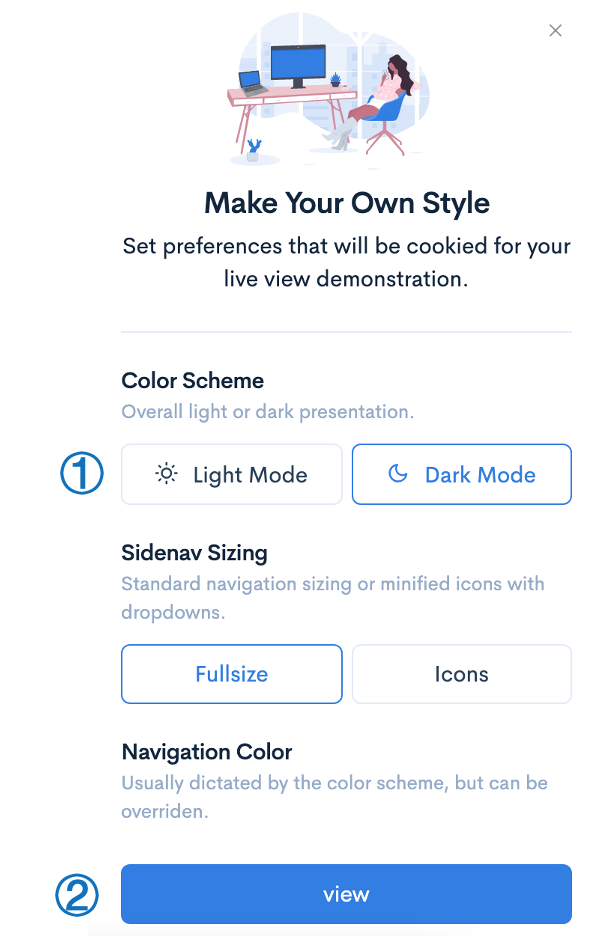 Make Your Own Style
Set preferences that will be cookied for your
live view demonstration.
Color Scheme
Overall light or dark presentation.
① Light Mode Dark Mode
Sidenav Sizing
Standard navigation sizing or minified icons with
dropdowns.
Fullsize Icons
Navigation Color
Usually dictated by the color scheme, but can be
overriden.
② view